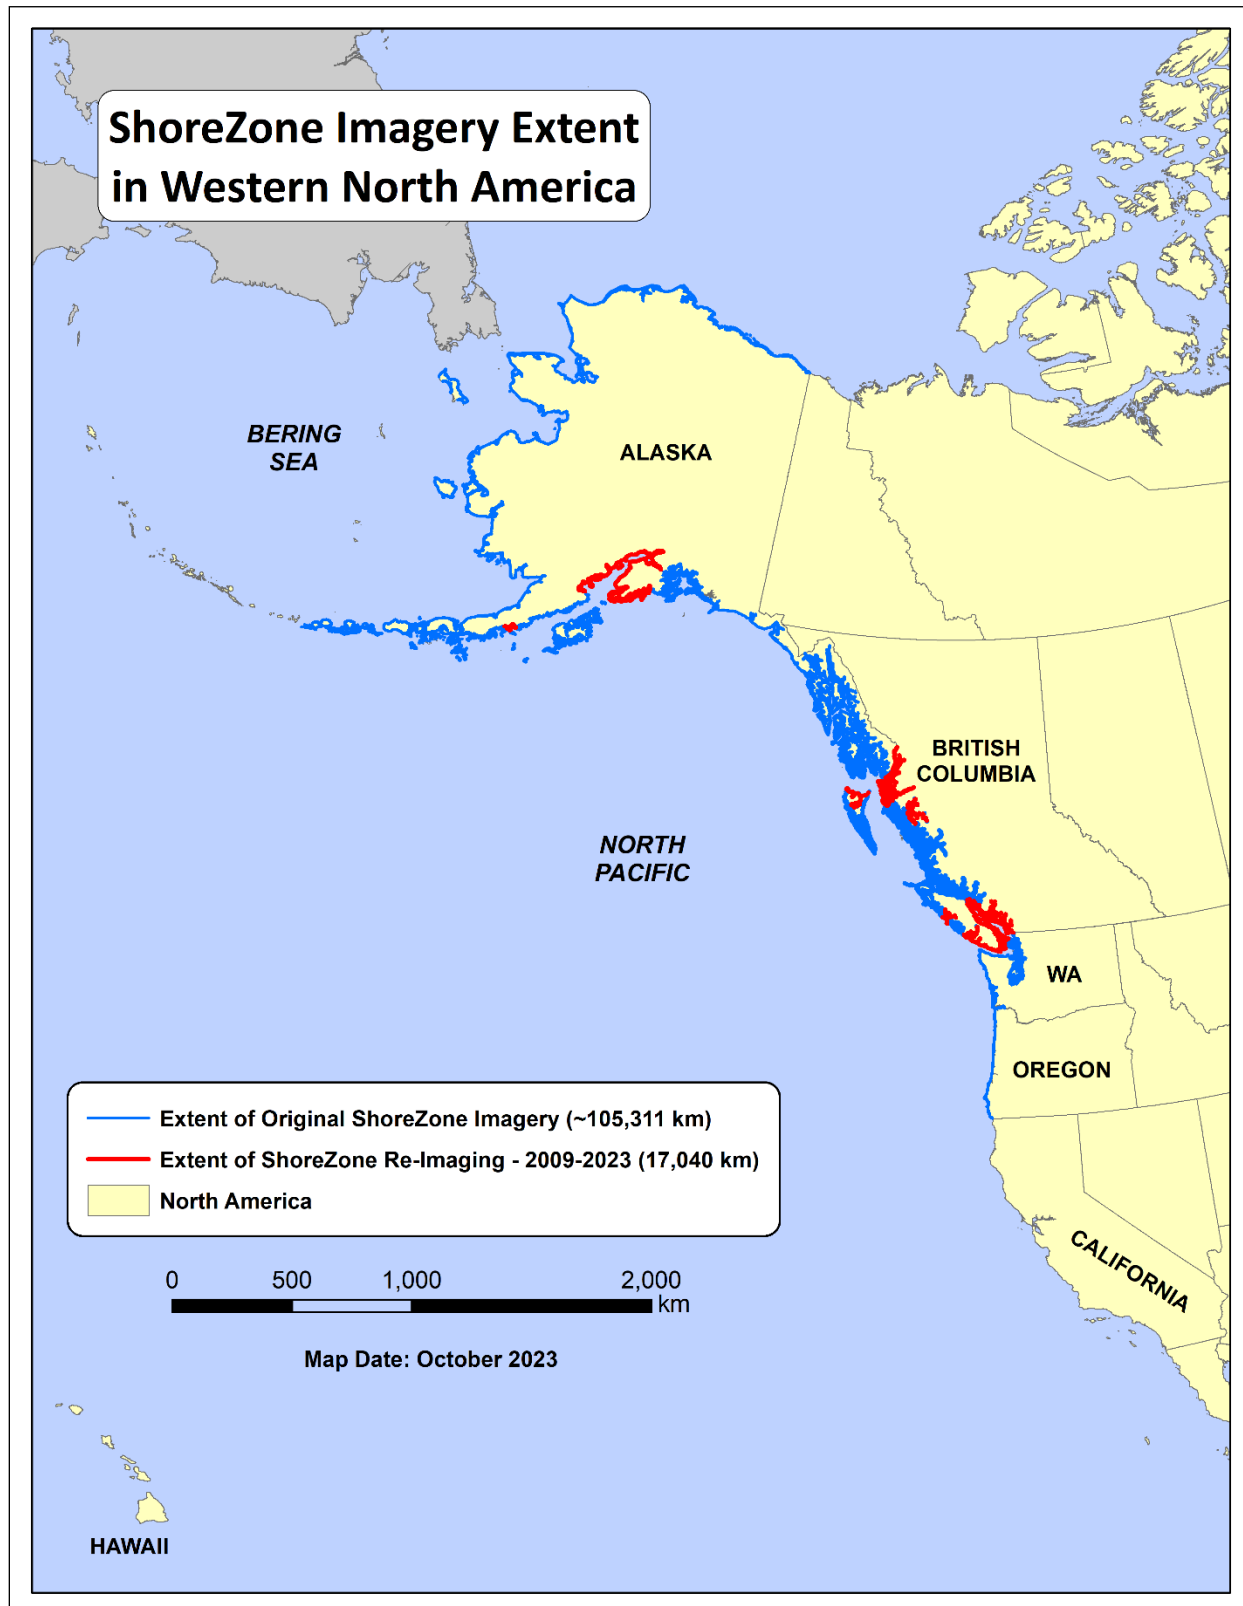 ShoreZone Imagery Extent
in Western North America
BERING
SEA
ALASKA
BRITISH
COLUMBIA
NORTH
PACIFIC
WA
OREGON
Extent of Original ShoreZone Imagery (~105,311 km)
Extent of ShoreZone Re-Imaging - 2009-2023 (17,040 km)
North America
CALIFORNIA
0 500 1,000 2,000
km
Map Date: October 2023
HAWAII